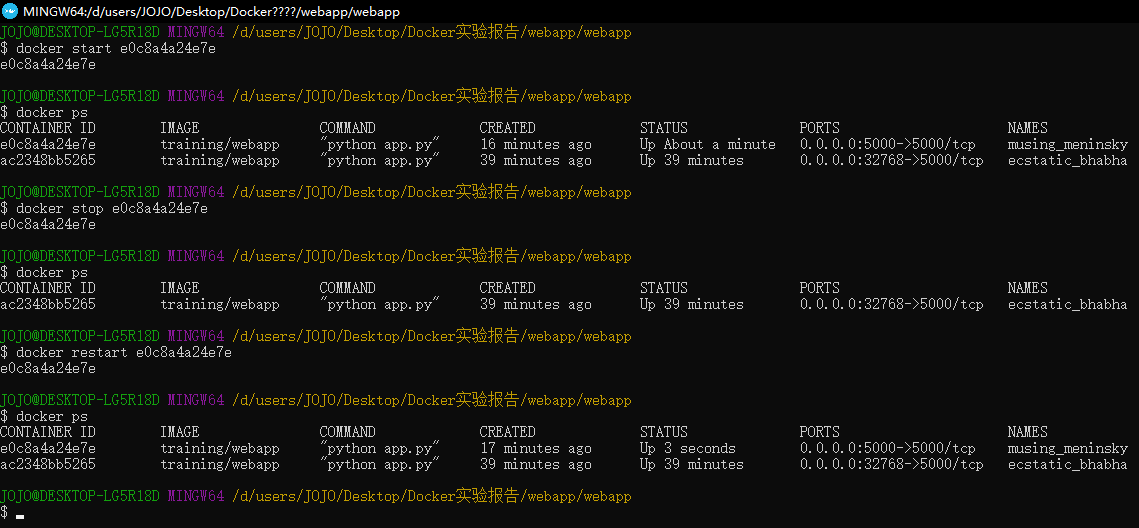 MINGW64:/d/users/JOJO/Desktop/Docker????/webapp/webapp
JOJO@DESKTOP-LG5R18D MINGW64 /d/users/JOJO/Desktop/Docker实验报告/webapp/webapp
$ docker start e0c8a4a24e7e
e0c8a4a24e7e
JOJO@DESKTOP-LG5R18D MINGW64 /d/users/JOJO/Desktop/Docker实验报告/webapp/webapp
$ docker ps
CONTAINER ID IMAGE COMMAND CREATED STATUS PORTS NAMES
e0c8a4a24e7e training/webapp "python app.py" 16 minutes ago Up About a minute 0.0.0.0:5000->5000/tcp musing_meninsky
ac2348bb5265 training/webapp "python app.py" 39 minutes ago Up 39 minutes 0.0.0.0:32768->5000/tcp ecstatic_bhabha
JOJO@DESKTOP-LG5R18D MINGW64 /d/users/JOJO/Desktop/Docker实验报告/webapp/webapp
$ docker stop e0c8a4a24e7e
e0c8a4a24e7e
JOJO@DESKTOP-LG5R18D MINGW64 /d/users/JOJO/Desktop/Docker实验报告/webapp/webapp
$ docker ps
CONTAINER ID IMAGE COMMAND CREATED STATUS PORTS NAMES
ac2348bb5265 training/webapp "python app.py" 39 minutes ago Up 39 minutes 0.0.0.0:32768->5000/tcp ecstatic_bhabha
JOJO@DESKTOP-LG5R18D MINGW64 /d/users/JOJO/Desktop/Docker实验报告/webapp/webapp
$ docker restart e0c8a4a24e7e
e0c8a4a24e7e
JOJO@DESKTOP-LG5R18D MINGW64 /d/users/JOJO/Desktop/Docker实验报告/webapp/webapp
$ docker ps
CONTAINER ID IMAGE COMMAND CREATED STATUS PORTS NAMES
e0c8a4a24e7e training/webapp "python app.py" 17 minutes ago Up 3 seconds 0.0.0.0:5000->5000/tcp musing_meninsky
ac2348bb5265 training/webapp "python app.py" 39 minutes ago Up 39 minutes 0.0.0.0:32768->5000/tcp ecstatic_bhabha
JOJO@DESKTOP-LG5R18D MINGW64 /d/users/JOJO/Desktop/Docker实验报告/webapp/webapp
$